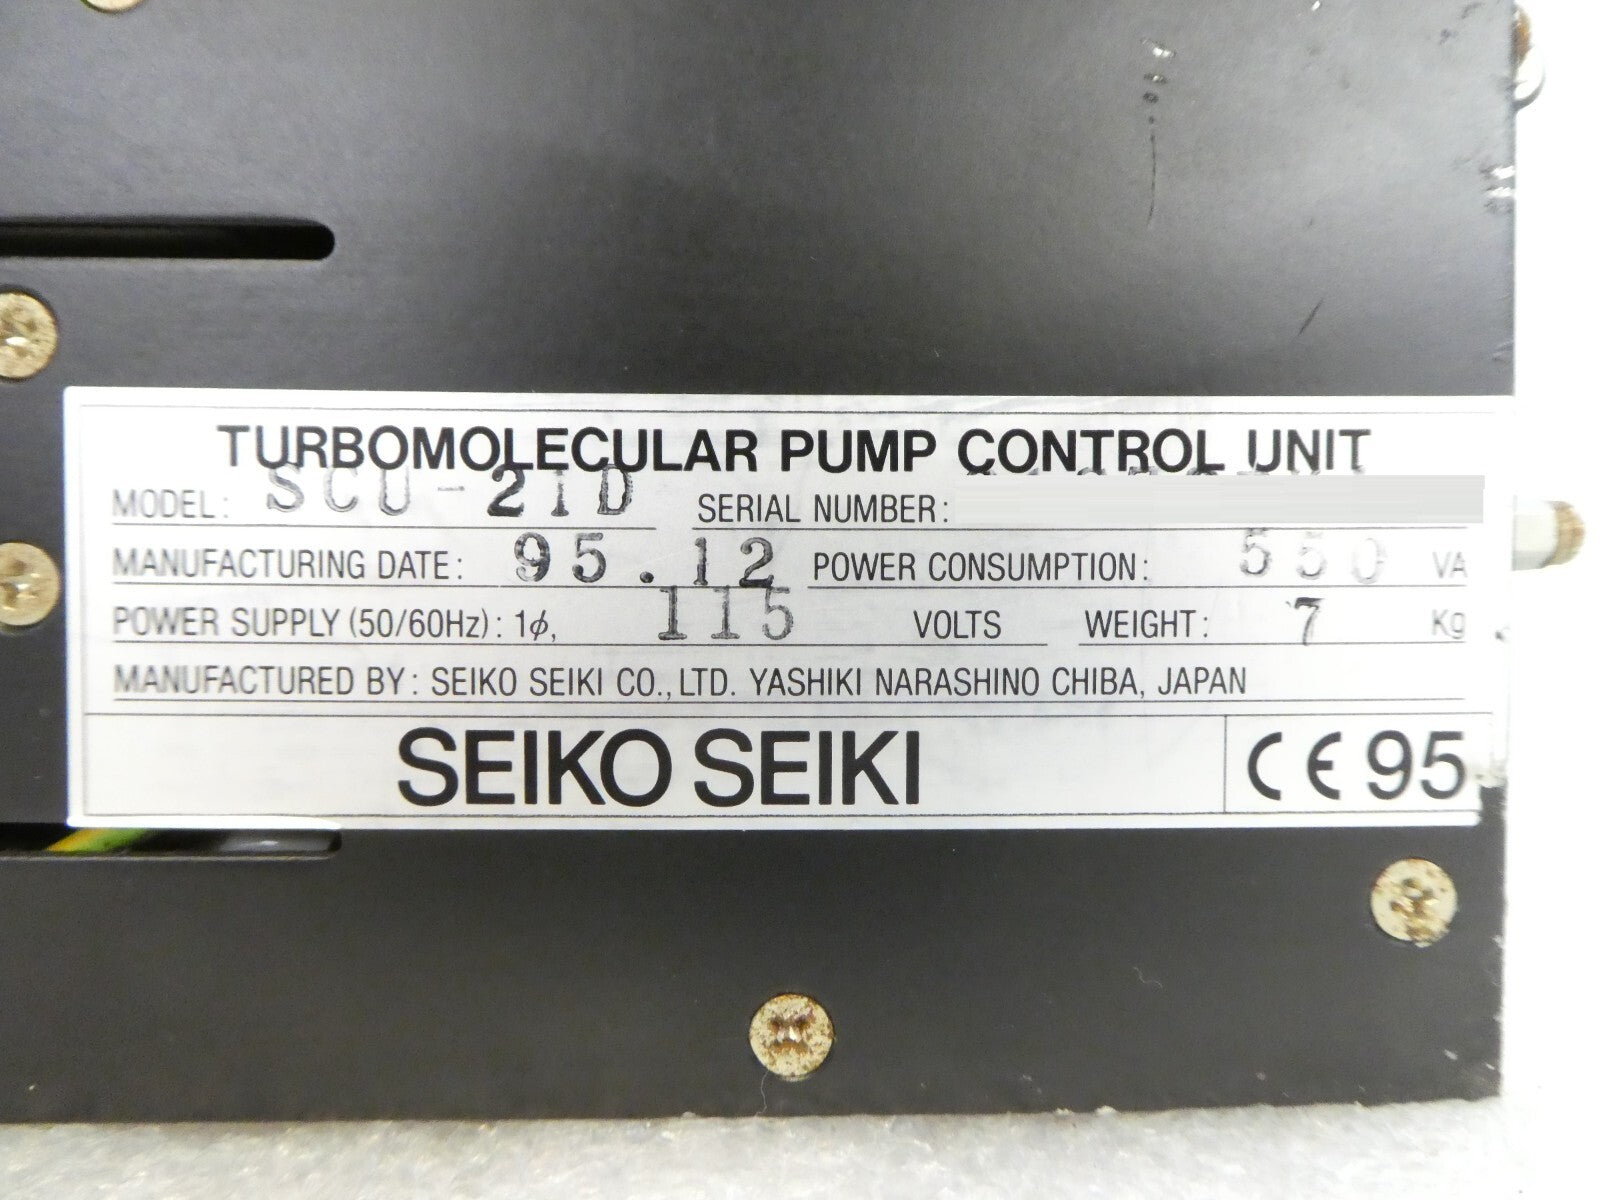 TURBOMOLECULAR PUMP CONTROL UNIT
MODEL: SCU-21D SERIAL NUMBER:
MANUFACTURING DATE: 95.12 POWER CONSUMPTION: 550 VA
POWER SUPPLY (50/60Hz): 1ϕ, 115 VOLTS WEIGHT: 7 Kg
MANUFACTURED BY: SEIKO SEIKI CO., LTD. YASHIKI NARASHINO CHIBA, JAPAN
SEIKO SEIKI CE 95